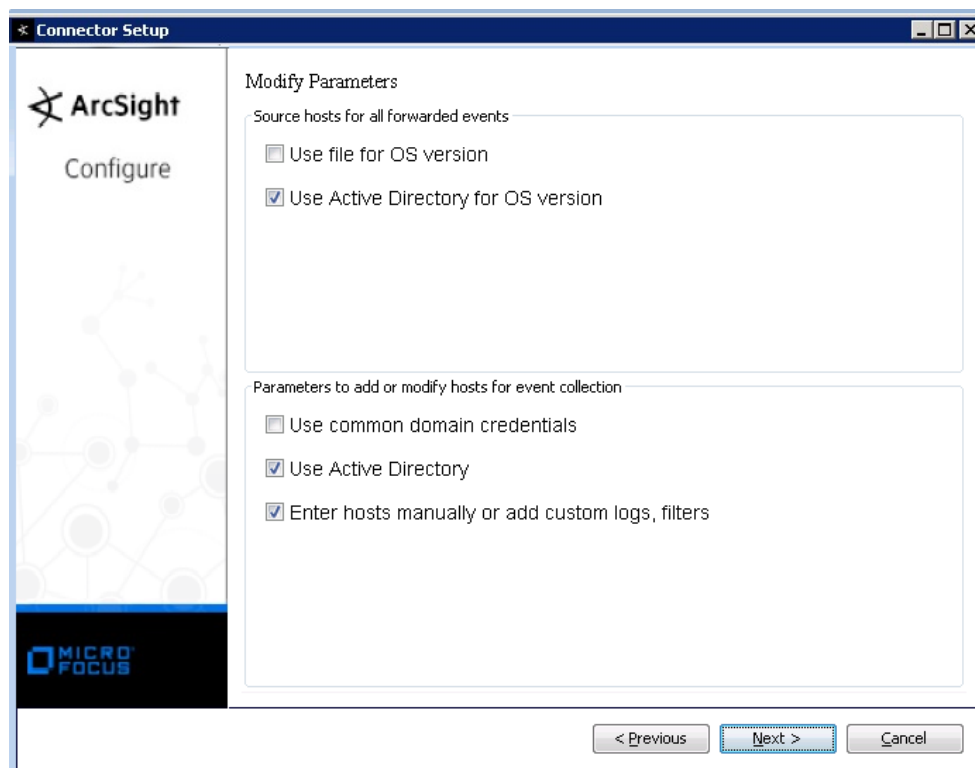 Connector Setup
ArcSight
Configure
Modify Parameters
Source hosts for all forwarded events
Use file for OS version
Use Active Directory for OS version
Parameters to add or modify hosts for event collection
Use common domain credentials
Use Active Directory
Enter hosts manually or add custom logs, filters
MICRO
FOCUS
< Previous
Next >
Cancel